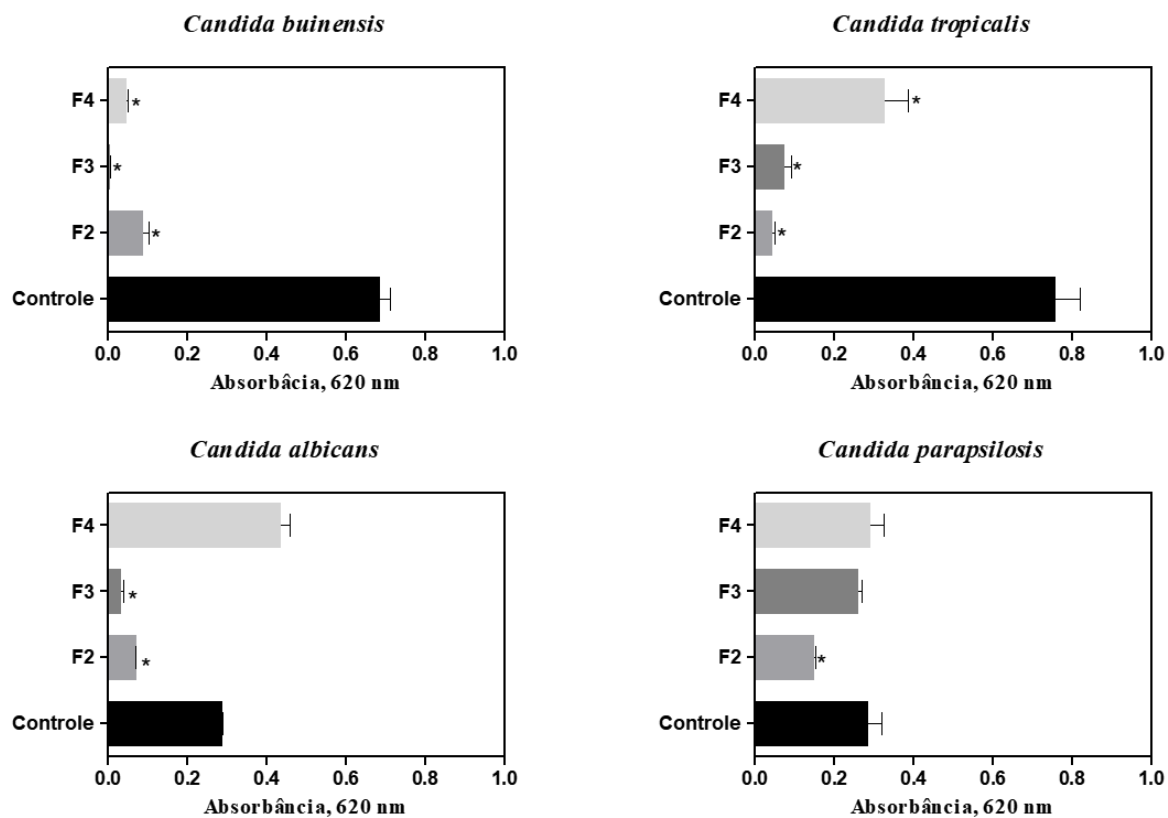 Candida buinensis
F4
*
F3
*
F2
*
Controle
0.0 0.2 0.4 0.6 0.8 1.0
Absorbâcia, 620 nm
Candida tropicalis
F4
*
F3
*
F2
*
Controle
0.0 0.2 0.4 0.6 0.8 1.0
Absorbância, 620 nm
Candida albicans
F4
F3
*
F2
*
Controle
0.0 0.2 0.4 0.6 0.8 1.0
Absorbância, 620 nm
Candida parapsilosis
F4
F3
F2
*
Controle
0.0 0.2 0.4 0.6 0.8 1.0
Absorbância, 620 nm